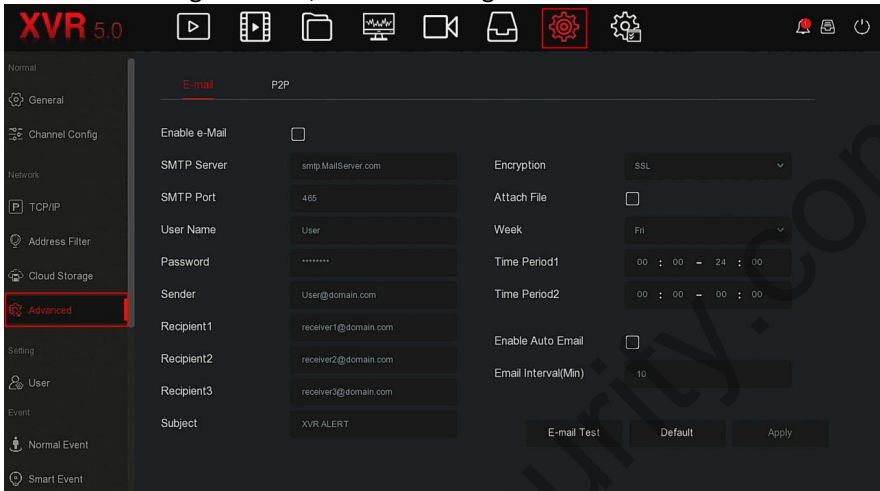 XVR 5.0
Normal
General
Channel Config
Network
TCP/IP
Address Filter
Cloud Storage
Advanced
Setting
User
Event
Normal Event
Smart Event
E-mail P2P
Enable e-Mail
SMTP Server smtp.MailServer.com Encryption SSL
SMTP Port 465 Attach File
User Name User Week Fri
Password ******** Time Period1 00 : 00 - 24 : 00
Sender User@domain.com Time Period2 00 : 00 - 00 : 00
Recipient1 receiver1@domain.com
Enable Auto Email
Recipient2 receiver2@domain.com
Email Interval(Min) 10
Recipient3 receiver3@domain.com
Subject XVR ALERT
E-mail Test Default Apply